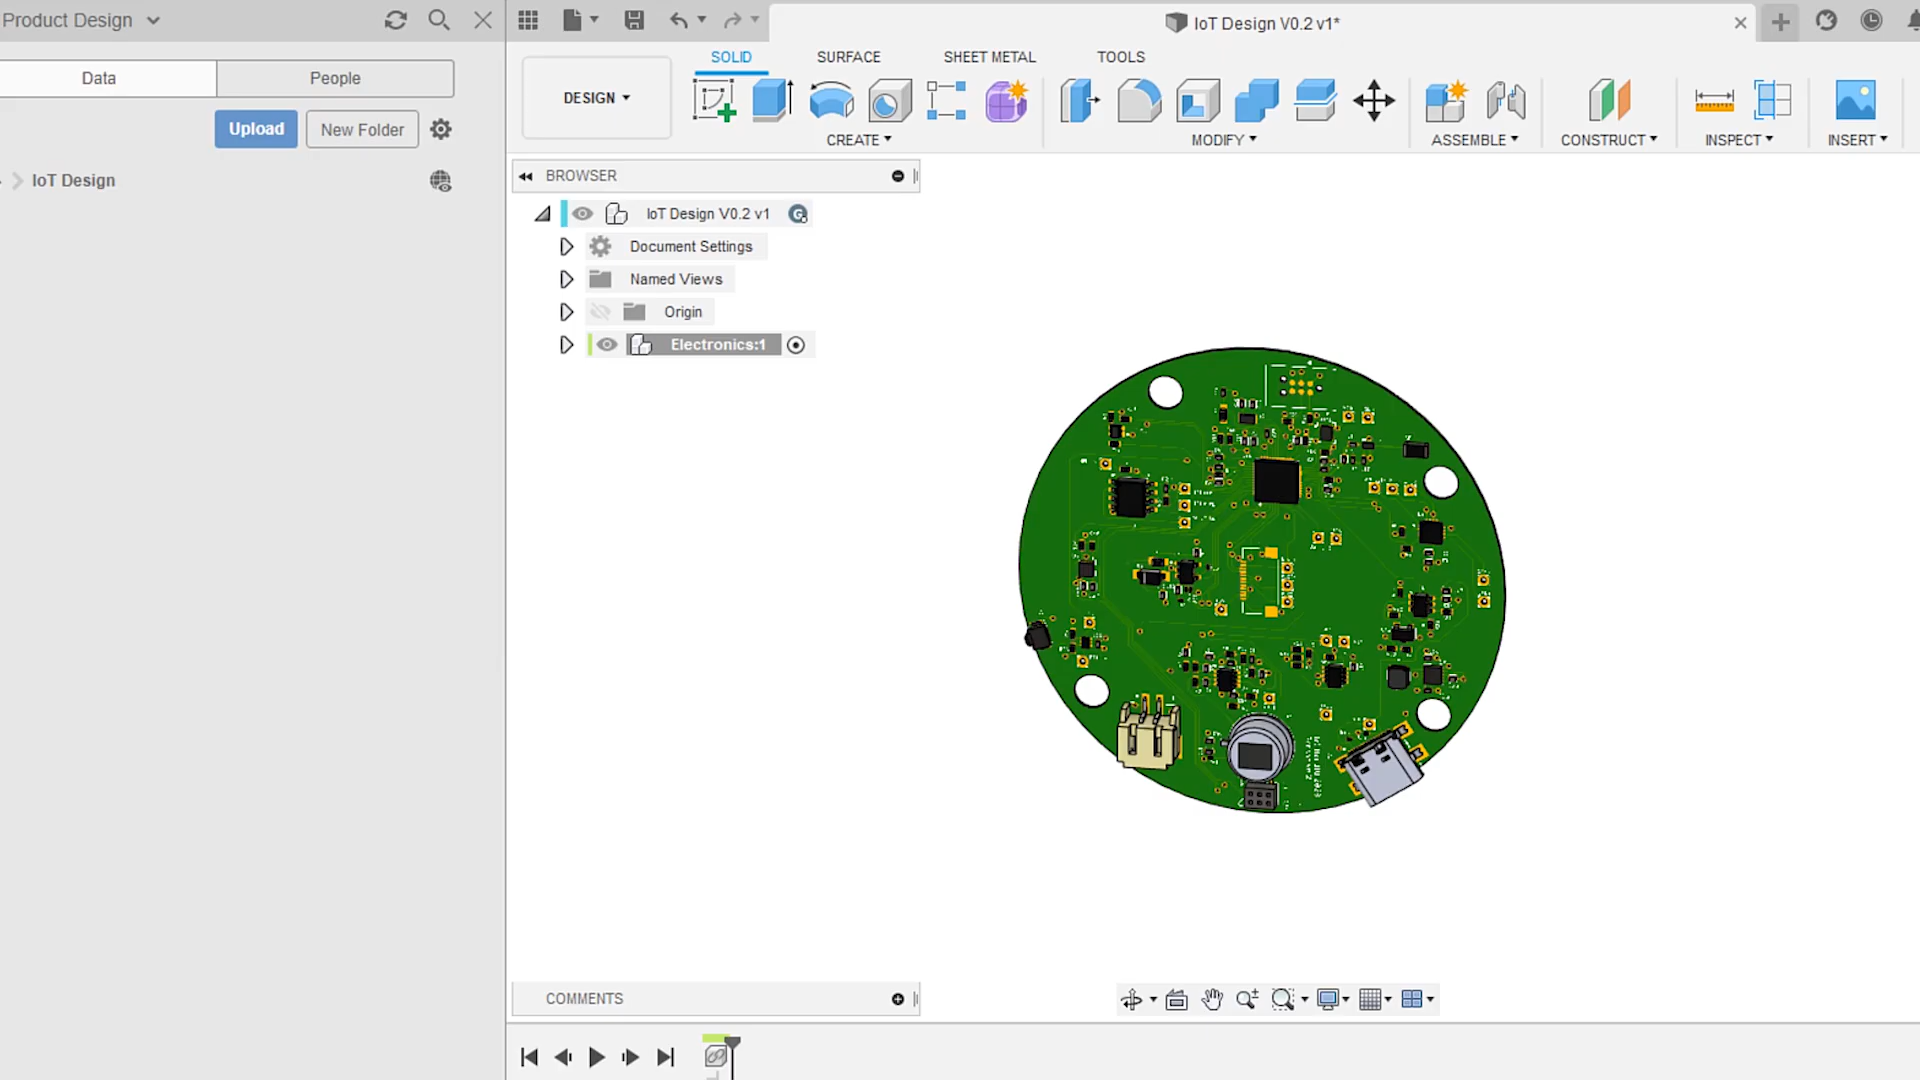 Product Design
IoT Design V0.2 v1*
Data
People
Upload
New Folder
IoT Design
DESIGN
SOLID
SURFACE
SHEET METAL
TOOLS
CREATE
MODIFY
ASSEMBLE
CONSTRUCT
INSPECT
INSERT
BROWSER
IoT Design V0.2 v1
Document Settings
Named Views
Origin
Electronics:1
COMMENTS